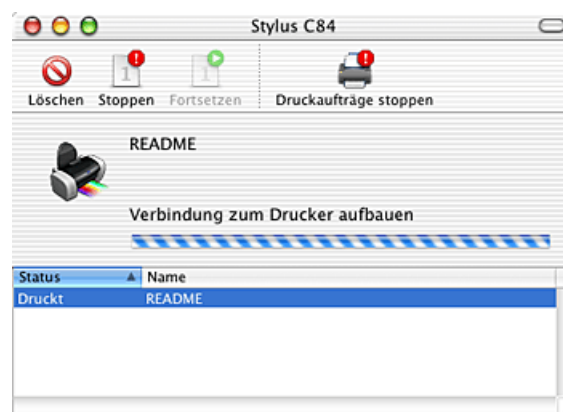 Stylus C84
Löschen Stoppen Fortsetzen Druckaufträge stoppen
README
Verbindung zum Drucker aufbauen
Status Name
Druckt README